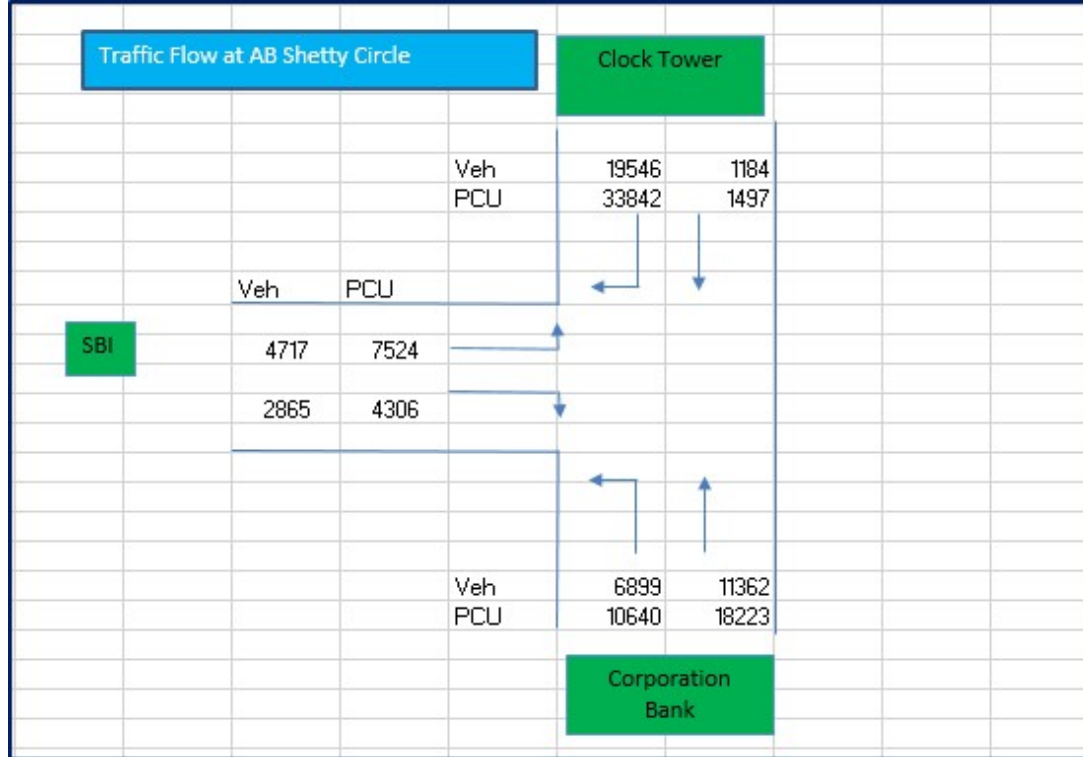 Traffic Flow at AB Shetty Circle
Clock Tower
Veh 19546 1184
PCU 33842 1497
Veh PCU
SBI
4717 7524
2865 4306
Veh 6899 11362
PCU 10640 18223
Corporation
Bank